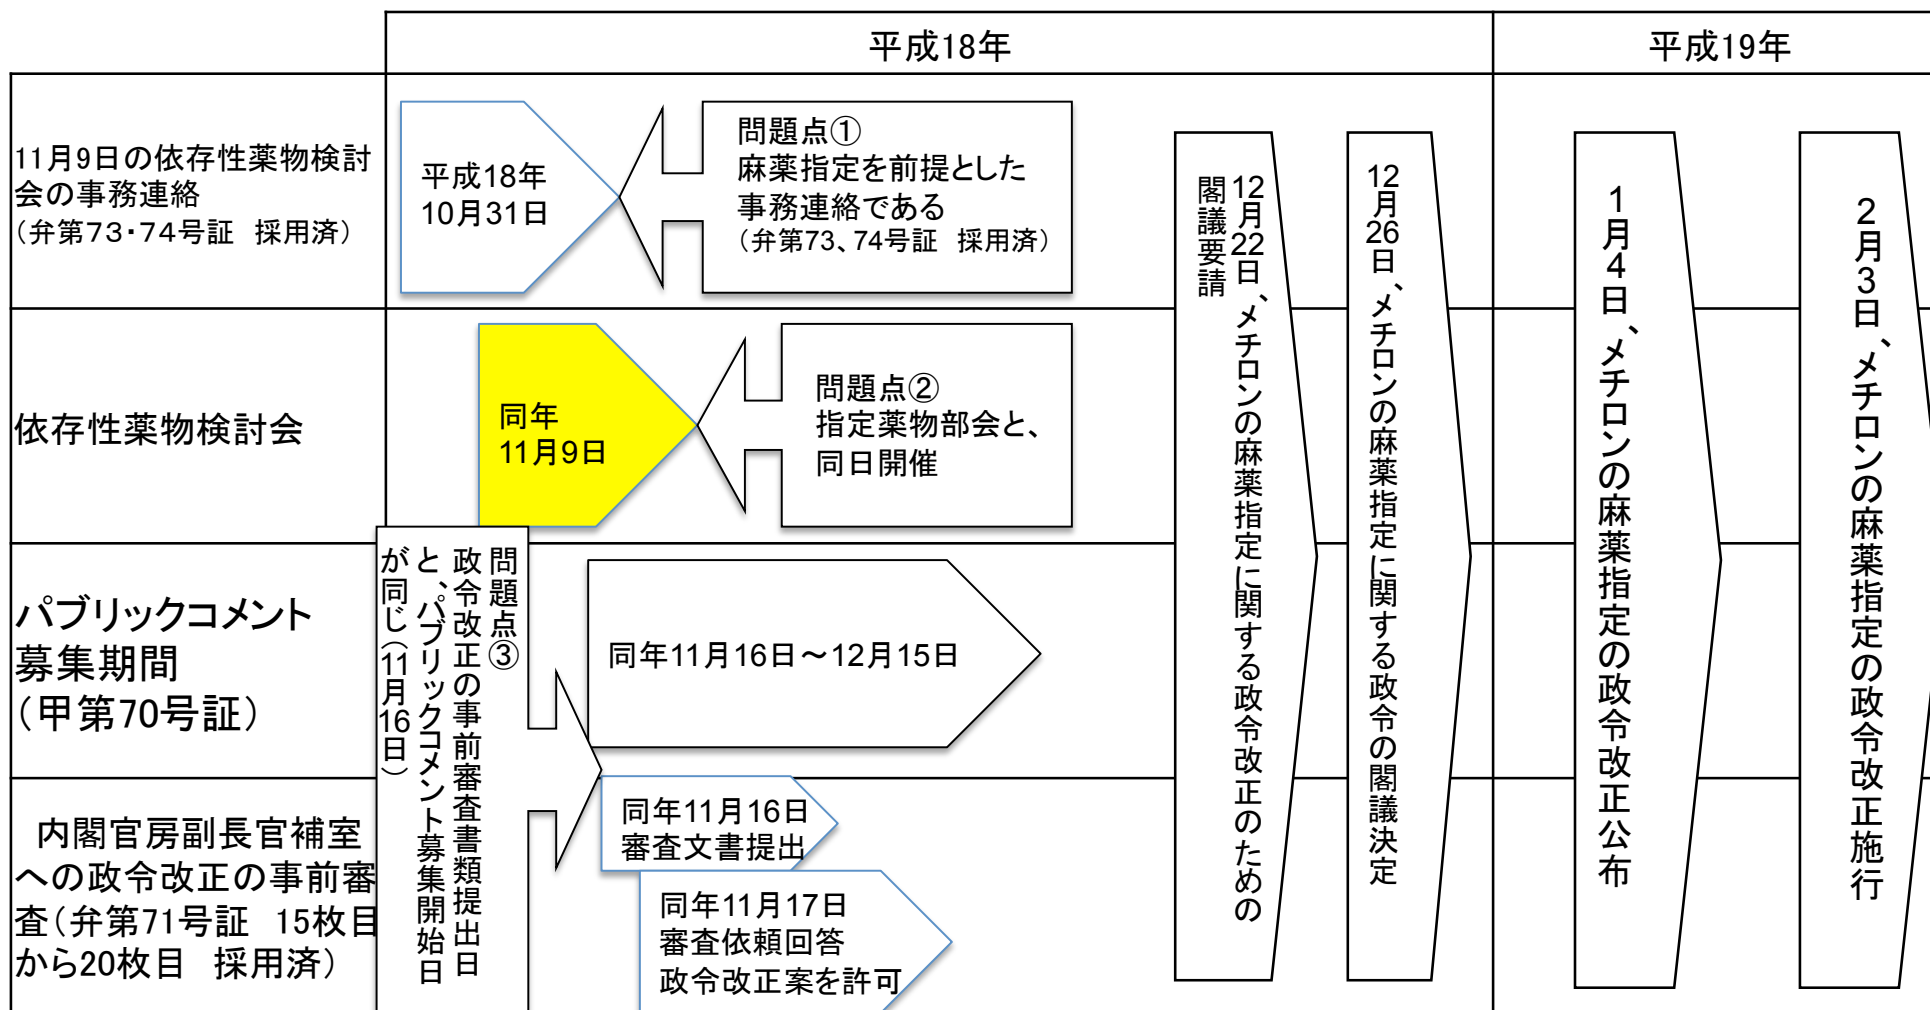 平成18年
平成19年
11月9日の依存性薬物検討
会の事務連絡
（弁第７３・７４号証　採用済）
平成18年
10月31日
問題点①
麻薬指定を前提とした
事務連絡である
（弁第73、74号証　採用済）
依存性薬物検討会
同年
11月9日
問題点②
指定薬物部会と、
同日開催
パブリックコメント
募集期間
（甲第70号証）
問題点③
政令改正の事前審査書類提出日
と、パブリックコメント募集開始日
が同じ（11月16日）
同年11月16日～12月15日
内閣官房副長官補室
への政令改正の事前審
査（弁第71号証　15枚目
から20枚目　採用済）
同年11月16日
審査文書提出
同年11月17日
審査依頼回答
政令改正案を許可
12月22日、メチロンの麻薬指定に関する政令改正のための
閣議要請
12月26日、メチロンの麻薬指定に関する政令の閣議決定
1月4日、メチロンの麻薬指定の政令改正公布
2月3日、メチロンの麻薬指定の政令改正施行